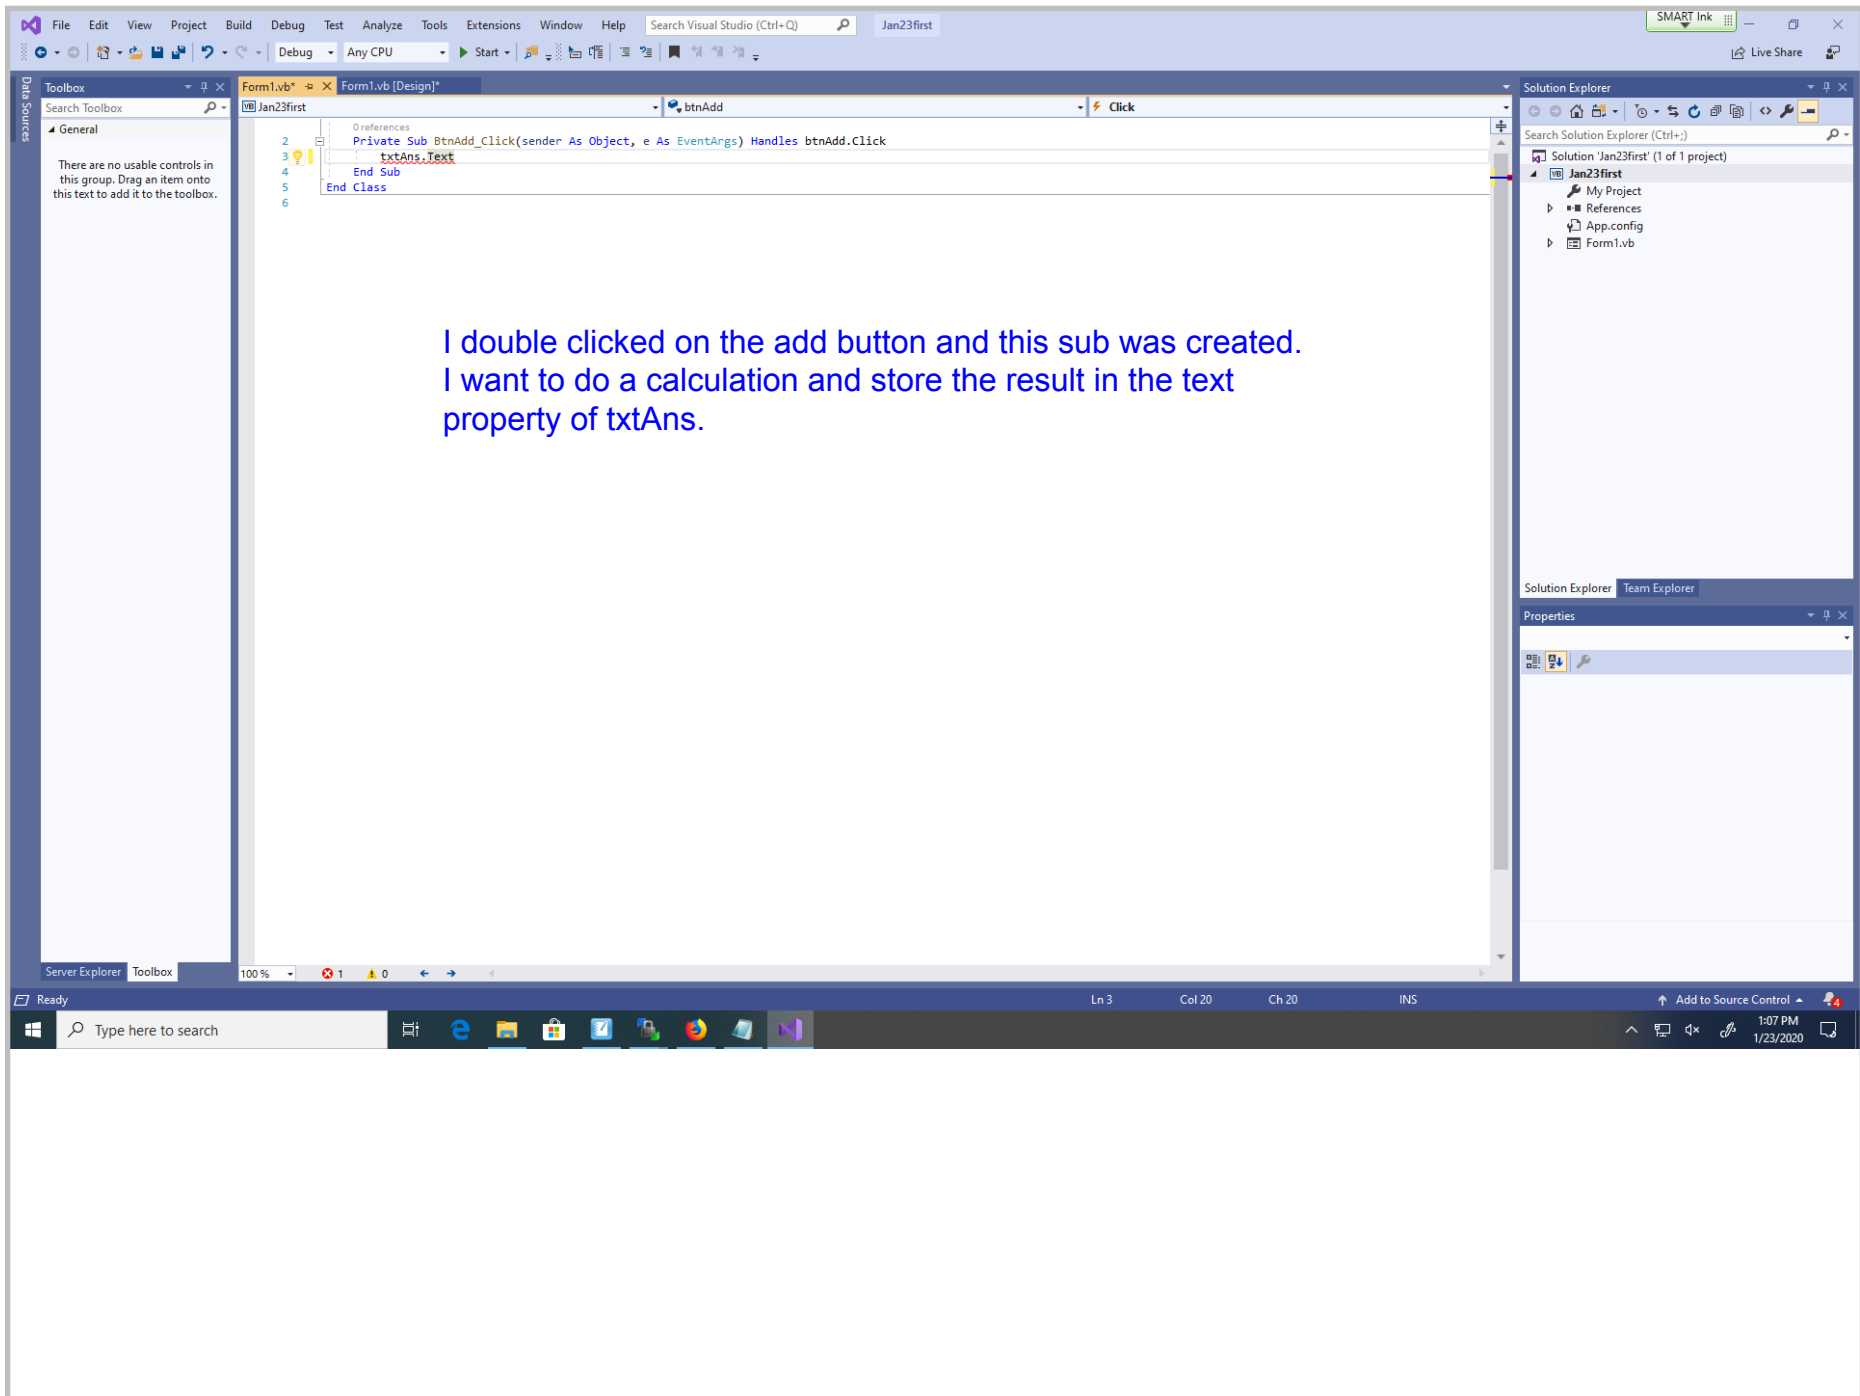 File Edit View Project Build Debug Test Analyze Tools Extensions Window Help Search Visual Studio (Ctrl+Q) Jan23first SMART Ink
Debug Any CPU Start Live Share
Data Sources
Toolbox
Search Toolbox
General
There are no usable controls in
this group. Drag an item onto
this text to add it to the toolbox.
Server Explorer Toolbox
Form1.vb* Form1.vb [Design]*
Jan23first btnAdd Click
0 references
2 Private Sub BtnAdd_Click(sender As Object, e As EventArgs) Handles btnAdd.Click
3 txtAns.Text
4 End Sub
5 End Class
6
I double clicked on the add button and this sub was created.
I want to do a calculation and store the result in the text
property of txtAns.
100 % 1 0
Solution Explorer
Search Solution Explorer (Ctrl+;)
Solution 'Jan23first' (1 of 1 project)
Jan23first
My Project
References
App.config
Form1.vb
Solution Explorer Team Explorer
Properties
Ready Ln 3 Col 20 Ch 20 INS Add to Source Control 4
Type here to search 1:07 PM
1/23/2020